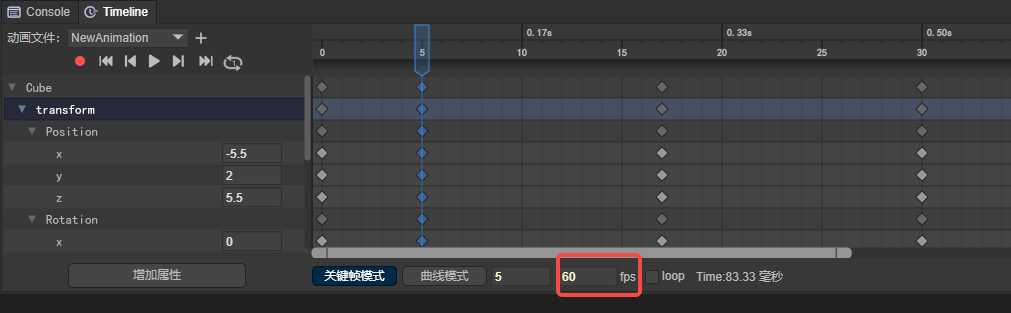 Console Timeline
动画文件: NewAnimation
0.17s 0.33s 0.50s
0 5 10 15 20 25 30
Cube
transform
Position
x -5.5
y 2
z 5.5
Rotation
x 0
增加属性 关键帧模式 曲线模式 5 60 fps loop Time:83.33 毫秒